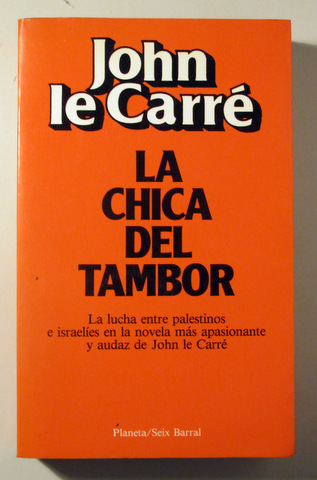 John
le Carré
LA
CHICA
DEL
TAMBOR
La lucha entre palestinos
e israelíes en la novela más apasionante
y audaz de John le Carré
Planeta/Seix Barral